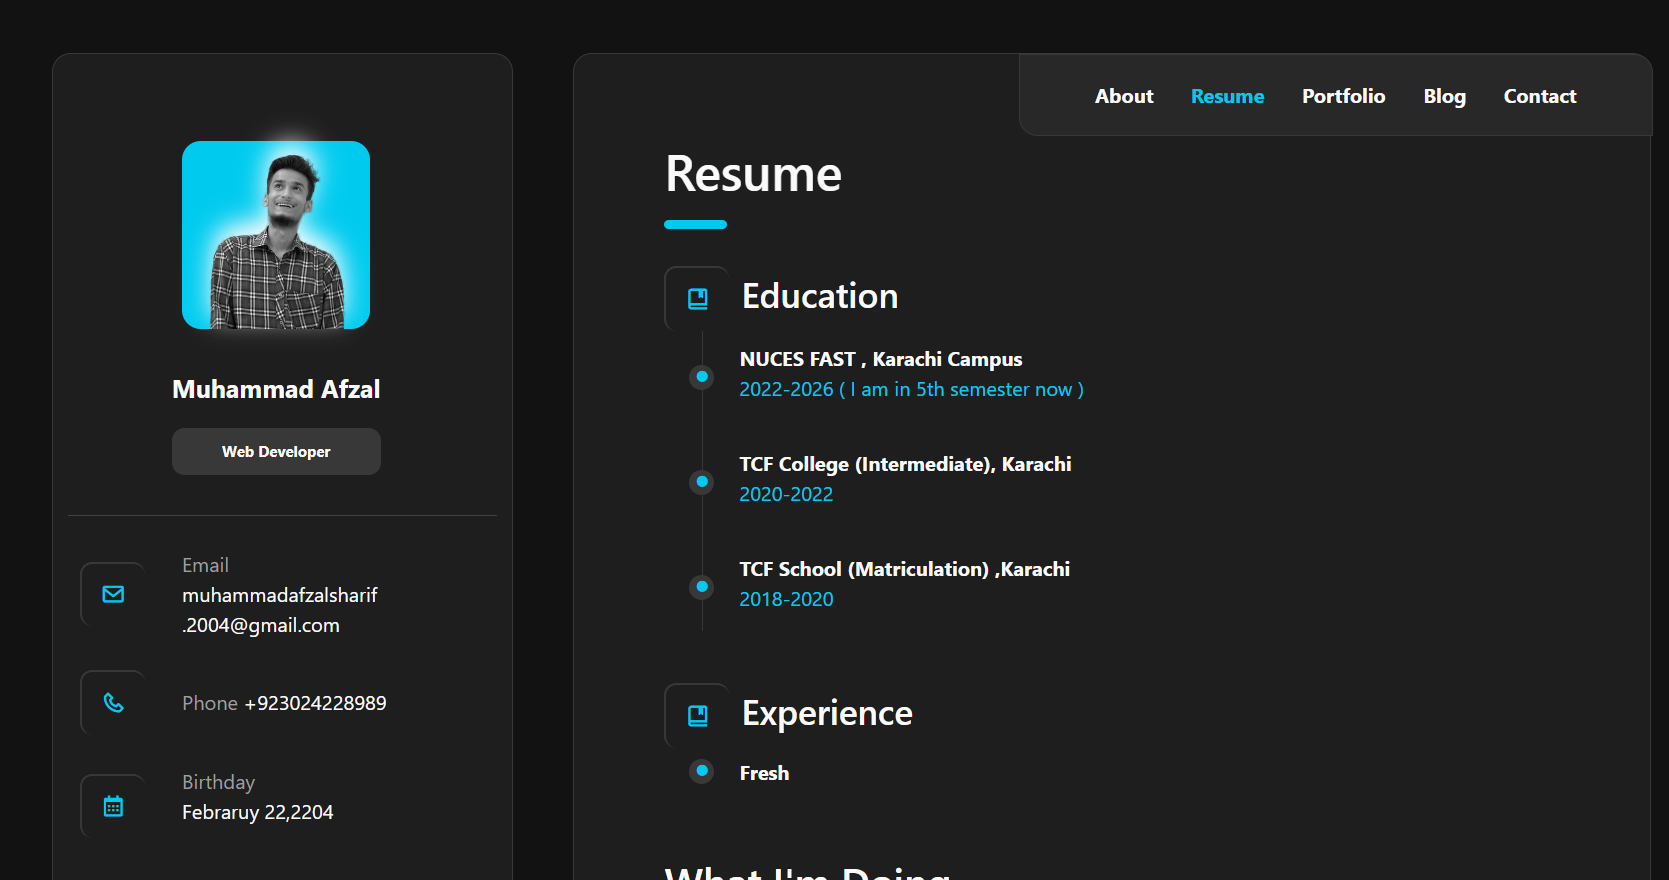 Muhammad Afzal
Web Developer
Email
muhammadafzalsharif
.2004@gmail.com
Phone +923024228989
Birthday
Febraruy 22,2204
About Resume Portfolio Blog Contact
Resume
Education
NUCES FAST , Karachi Campus
2022-2026 ( I am in 5th semester now )
TCF College (Intermediate), Karachi
2020-2022
TCF School (Matriculation) ,Karachi
2018-2020
Experience
Fresh
What I'm Doing